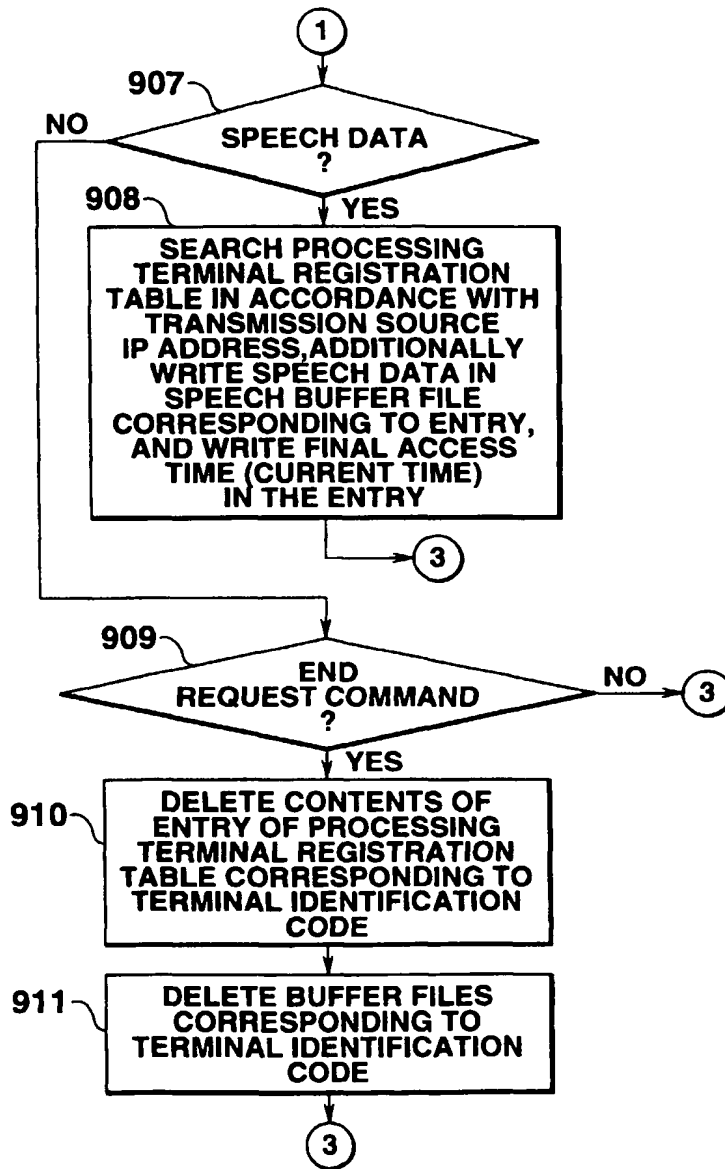 1
907
NO
SPEECH DATA
?
908
YES
SEARCH PROCESSING
TERMINAL REGISTRATION
TABLE IN ACCORDANCE WITH
TRANSMISSION SOURCE
IP ADDRESS,ADDITIONALLY
WRITE SPEECH DATA IN
SPEECH BUFFER FILE
CORRESPONDING TO ENTRY,
AND WRITE FINAL ACCESS
TIME (CURRENT TIME)
IN THE ENTRY
3
909
END
REQUEST COMMAND
?
NO
3
YES
910
DELETE CONTENTS OF
ENTRY OF PROCESSING
TERMINAL REGISTRATION
TABLE CORRESPONDING TO
TERMINAL IDENTIFICATION
CODE
911
DELETE BUFFER FILES
CORRESPONDING TO
TERMINAL IDENTIFICATION
CODE
3